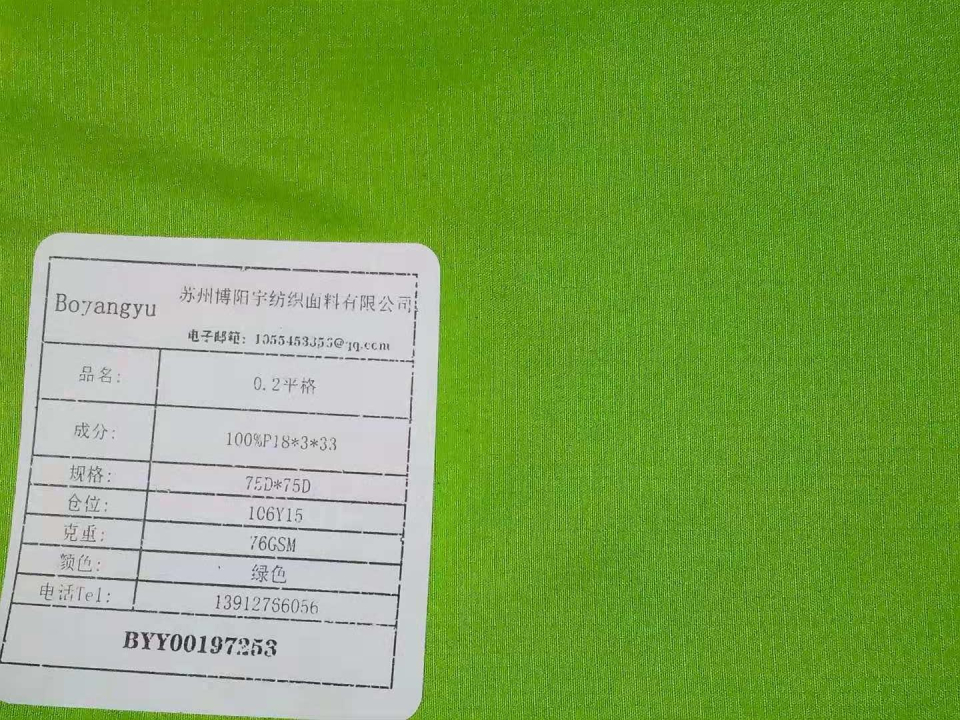 Boyangyu
苏州博阳宇纺织面料有限公司
电子邮箱: 1055453355@qq.com
品名: 0.2平格
成分: 100%P18*3*33
规格: 75D*75D
仓位: 106Y15
克重: 76GSM
颜色: 绿色
电话Tel: 13912766056
BYY00197253